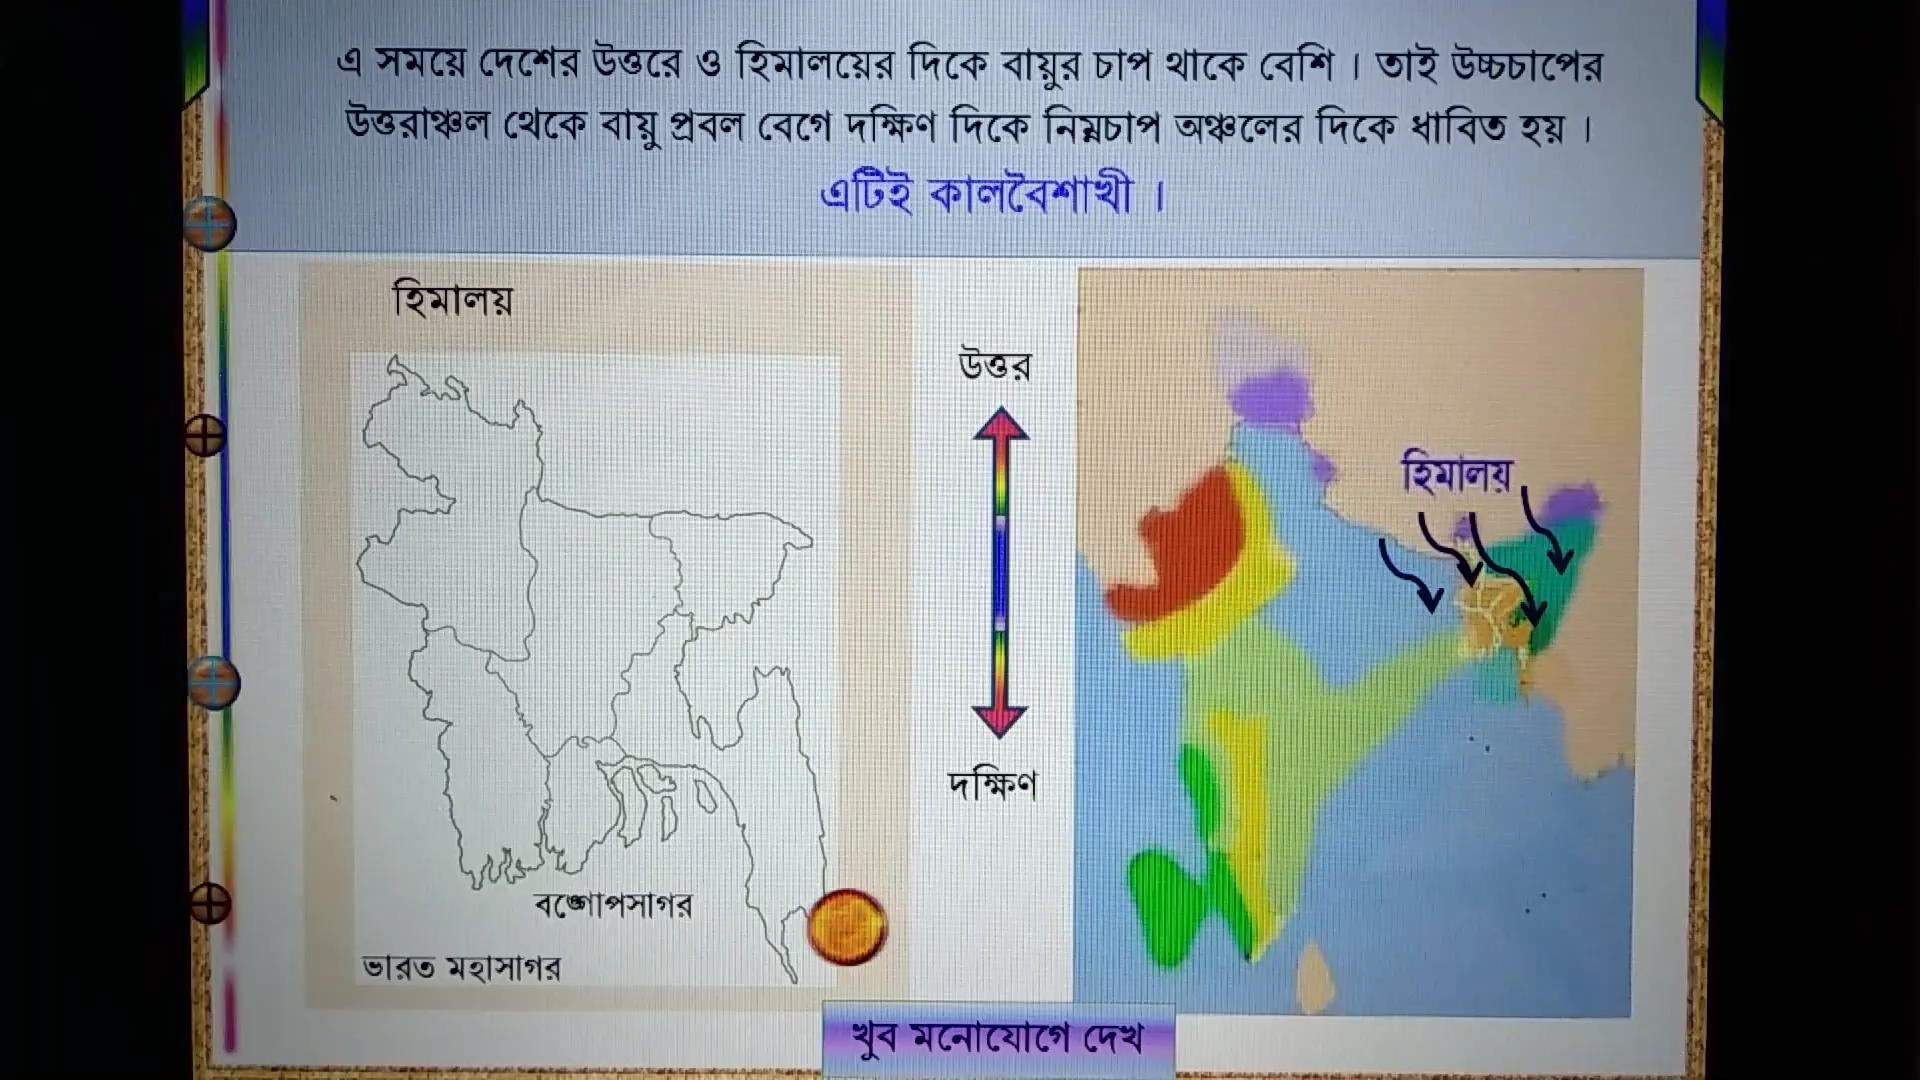 এ সময়ে দেশের উত্তরে ও হিমালয়ের দিকে বায়ুর চাপ থাকে বেশি । তাই উচ্চচাপের
উত্তরাঞ্চল থেকে বায়ু প্রবল বেগে দক্ষিণ দিকে নিম্নচাপ অঞ্চলের দিকে ধাবিত হয় ।
এটিই কালবৈশাখী ।
হিমালয়
উত্তর
হিমালয়
দক্ষিণ
বঙ্গোপসাগর
ভারত মহাসাগর
খুব মনোযোগে দেখ